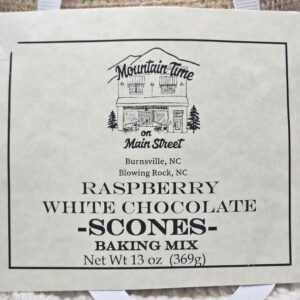 Mountain Time
on
Main Street
Burnsville, NC
Blowing Rock, NC
RASPBERRY
WHITE CHOCOLATE
-SCONES-
BAKING MIX
Net Wt 13 oz (369g)